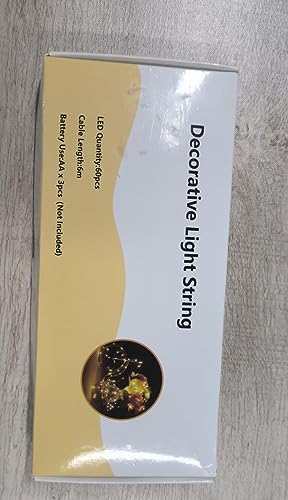 Decorative Light String
LED Quantity:60pcs
Cable Length:6m
Battery Use:AA x 3pcs (Not Included)